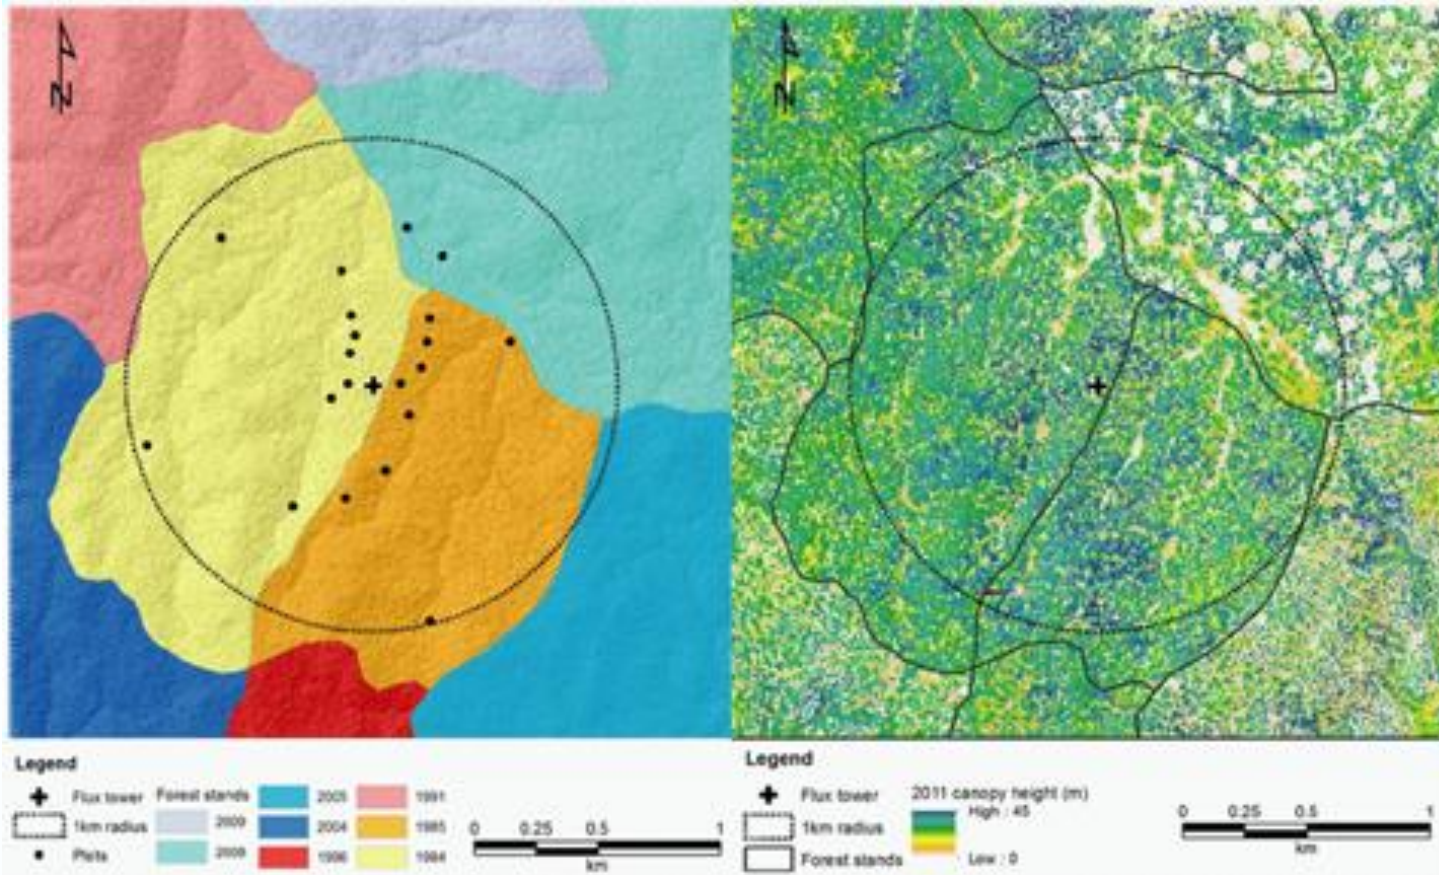 N
N
Legend
Flux tower
1km radius
Plots
Forest stands
2009
2008
2005
2004
1996
1991
1985
1984
0 0.25 0.5 1
km
Legend
Flux tower
1km radius
Forest stands
2011 canopy height (m)
High : 45
Low : 0
0 0.25 0.5 1
km